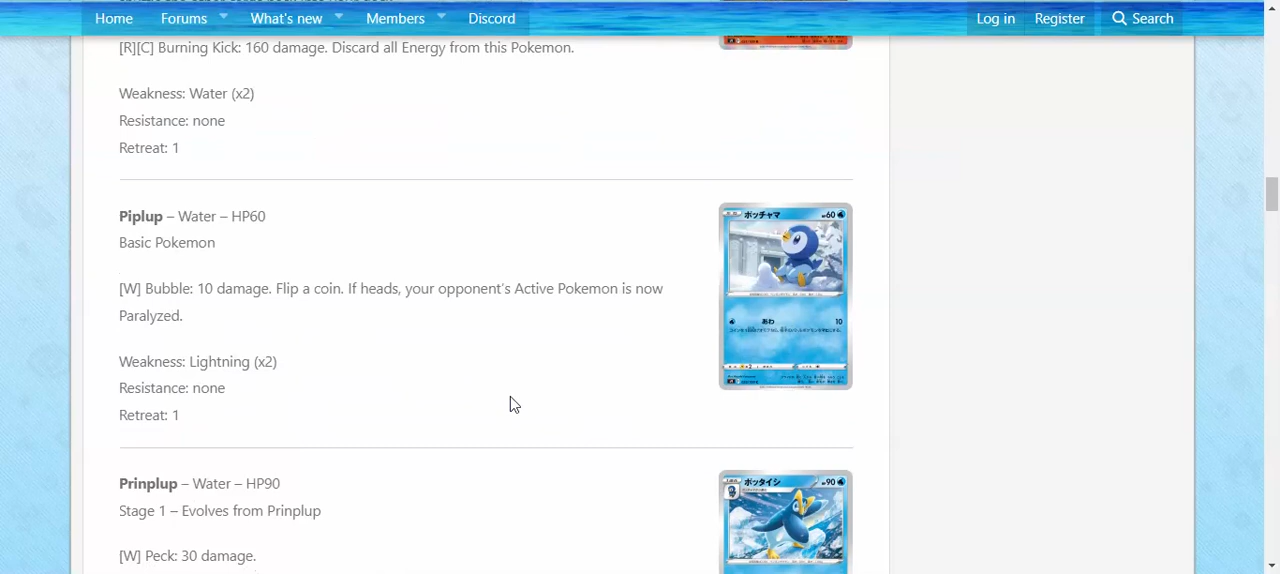 Home Forums What's new Members Discord Log in Register Search
[R][C] Burning Kick: 160 damage. Discard all Energy from this Pokemon.
Weakness: Water (x2)
Resistance: none
Retreat: 1
Piplup – Water – HP60
Basic Pokemon
[W] Bubble: 10 damage. Flip a coin. If heads, your opponent's Active Pokemon is now
Paralyzed.
Weakness: Lightning (x2)
Resistance: none
Retreat: 1
ポッチャマ 60
あわ 10
Prinplup – Water – HP90
Stage 1 – Evolves from Prinplup
[W] Peck: 30 damage.
ポッタイシ 90